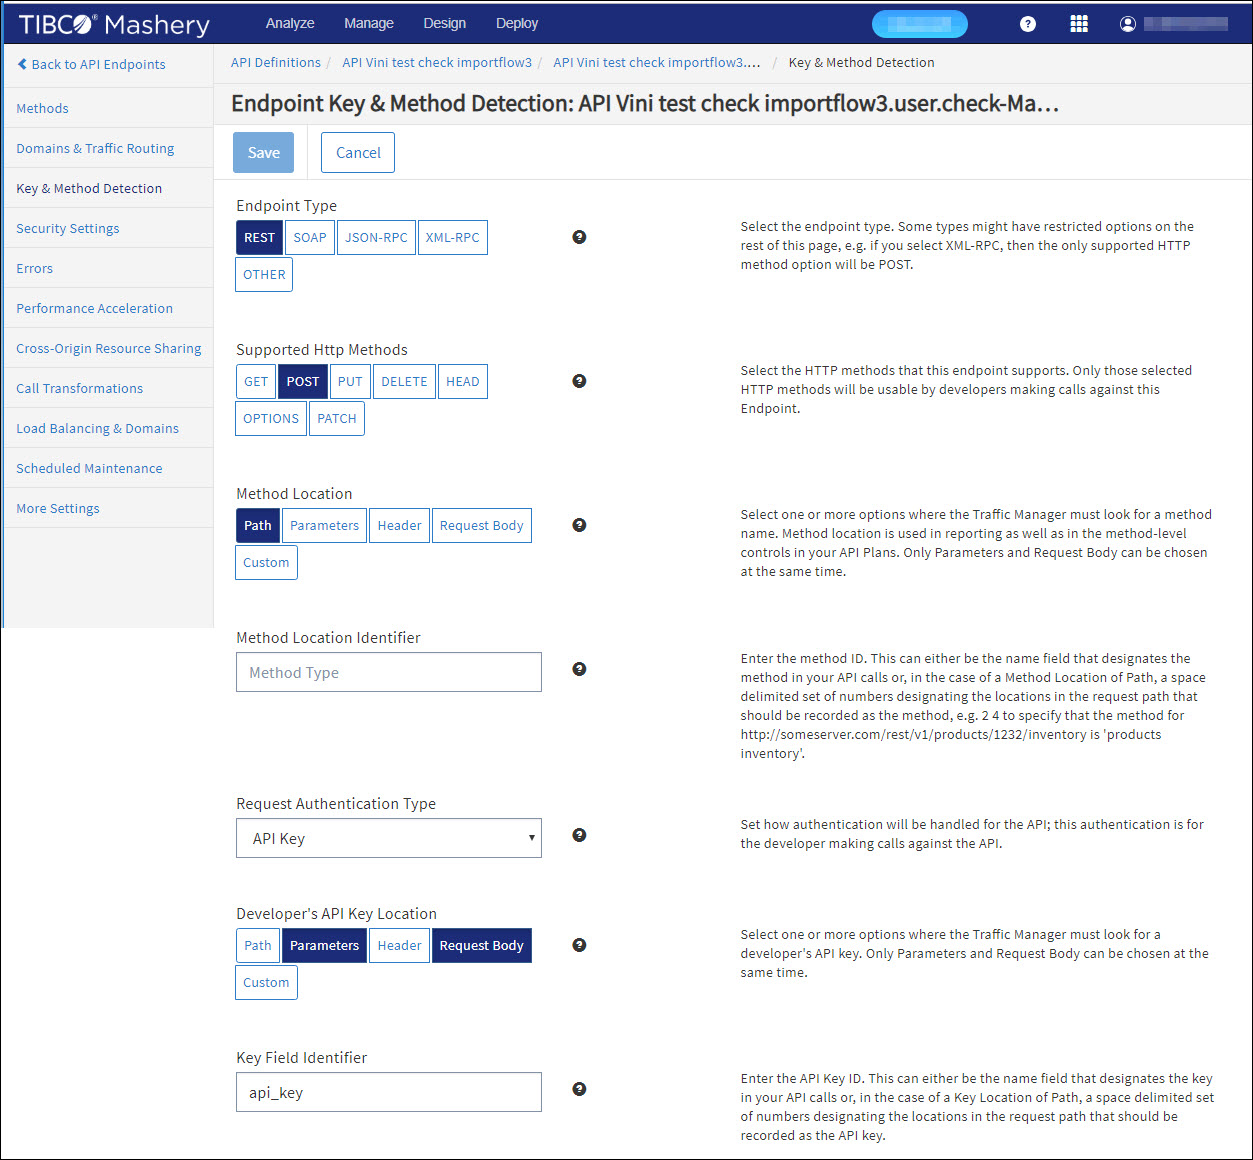 TIBCO® Mashery
Analyze Manage Design Deploy
Back to API Endpoints
API Definitions / API Vini test check importflow3 / API Vini test check importflow3.... / Key & Method Detection
Methods
Domains & Traffic Routing
Key & Method Detection
Security Settings
Errors
Performance Acceleration
Cross-Origin Resource Sharing
Call Transformations
Load Balancing & Domains
Scheduled Maintenance
More Settings
Endpoint Key & Method Detection: API Vini test check importflow3.user.check-Ma...
Save Cancel
Endpoint Type
REST SOAP JSON-RPC XML-RPC
OTHER
Select the endpoint type. Some types might have restricted options on the
rest of this page, e.g. if you select XML-RPC, then the only supported HTTP
method option will be POST.
Supported Http Methods
GET POST PUT DELETE HEAD
OPTIONS PATCH
Select the HTTP methods that this endpoint supports. Only those selected
HTTP methods will be usable by developers making calls against this
Endpoint.
Method Location
Path Parameters Header Request Body
Custom
Select one or more options where the Traffic Manager must look for a method
name. Method location is used in reporting as well as in the method-level
controls in your API Plans. Only Parameters and Request Body can be chosen
at the same time.
Method Location Identifier
Method Type
Enter the method ID. This can either be the name field that designates the
method in your API calls or, in the case of a Method Location of Path, a space
delimited set of numbers designating the locations in the request path that
should be recorded as the method, e.g. 2 4 to specify that the method for
http://someserver.com/rest/v1/products/1232/inventory is 'products
inventory'.
Request Authentication Type
API Key
Set how authentication will be handled for the API; this authentication is for
the developer making calls against the API.
Developer's API Key Location
Path Parameters Header Request Body
Custom
Select one or more options where the Traffic Manager must look for a
developer's API key. Only Parameters and Request Body can be chosen at the
same time.
Key Field Identifier
api_key
Enter the API Key ID. This can either be the name field that designates the key
in your API calls or, in the case of a Key Location of Path, a space delimited set
of numbers designating the locations in the request path that should be
recorded as the API key.